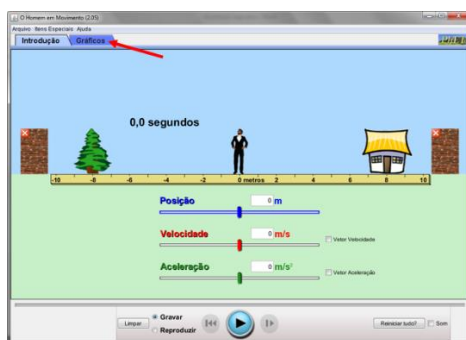 O Homem em Movimento (2.05)
Arquivo Itens Especiais Ajuda
Introdução Gráficos
0,0 segundos
-10 -8 -6 -4 -2 0 metros 2 4 6 8 10
Posição 0 m
Velocidade 0 m/s Vetor Velocidade
Aceleração 0 m/s² Vetor Aceleração
Limpar Gravar
Reproduzir
Reiniciar tudo? Som